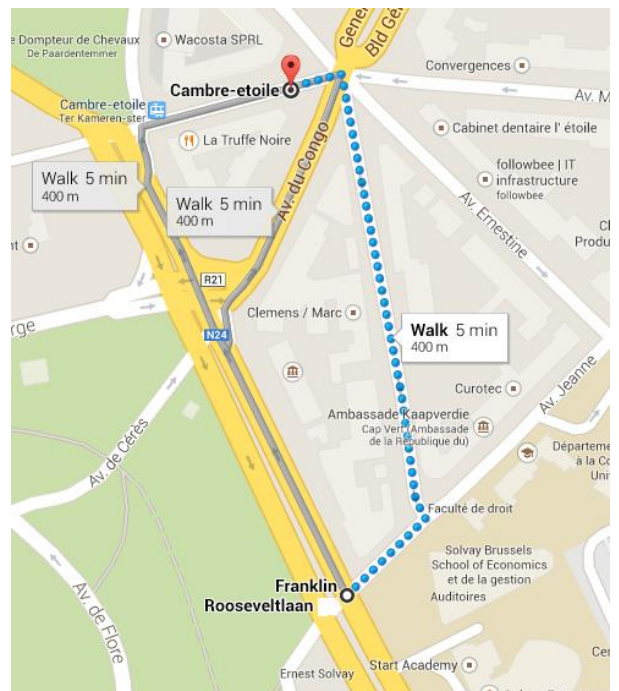 Dompteur de Chevaux
De Paardentemmer
Wacosta SPRL
Gene
Bld Ge
Cambre-etoile
Convergences
Av. M
Cambre-etoile
Ter Kameren-ster
La Truffe Noire
Cabinet dentaire l' étoile
Walk 5 min
400 m
Walk 5 min
400 m
Av. du Congo
followbee | IT
infrastructure
followbee
Av. Ernestine
Ch
Produ
nt
R21
Clemens / Marc
erge
N24
Walk 5 min
400 m
Curotec
Av. Jeanne
Ambassade Kaapverdie
Cap Vert (Ambassade
de la République du)
Av. de Cérès
Départeme
à la Co
Univ
Faculté de droit
Solvay Brussels
School of Economics
et de la gestion
Auditoires
Franklin
Rooseveltlaan
Av. de Flore
Ernest Solvay
Start Academy
Cen